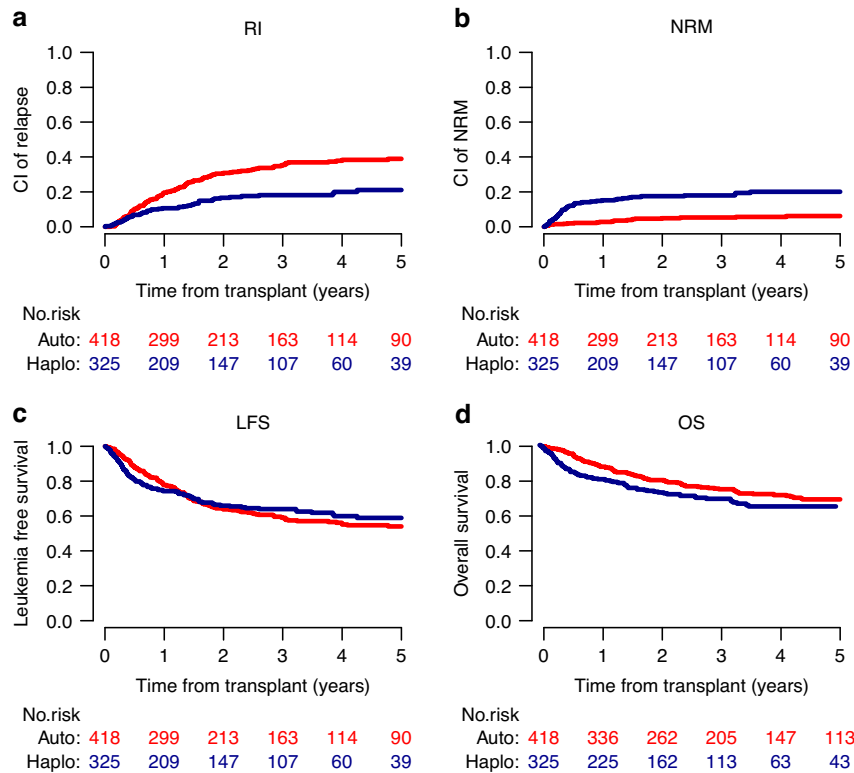 a
RI
CI of relapse
1.0
0.8
0.6
0.4
0.2
0.0
0 1 2 3 4 5
Time from transplant (years)
No.risk
Auto: 418 299 213 163 114 90
Haplo: 325 209 147 107 60 39
b
NRM
CI of NRM
1.0
0.8
0.6
0.4
0.2
0.0
0 1 2 3 4 5
Time from transplant (years)
No.risk
Auto: 418 299 213 163 114 90
Haplo: 325 209 147 107 60 39
c
LFS
Leukemia free survival
1.0
0.8
0.6
0.4
0.2
0.0
0 1 2 3 4 5
Time from transplant (years)
No.risk
Auto: 418 299 213 163 114 90
Haplo: 325 209 147 107 60 39
d
OS
Overall survival
1.0
0.8
0.6
0.4
0.2
0.0
0 1 2 3 4 5
Time from transplant (years)
No.risk
Auto: 418 336 262 205 147 113
Haplo: 325 225 162 113 63 43